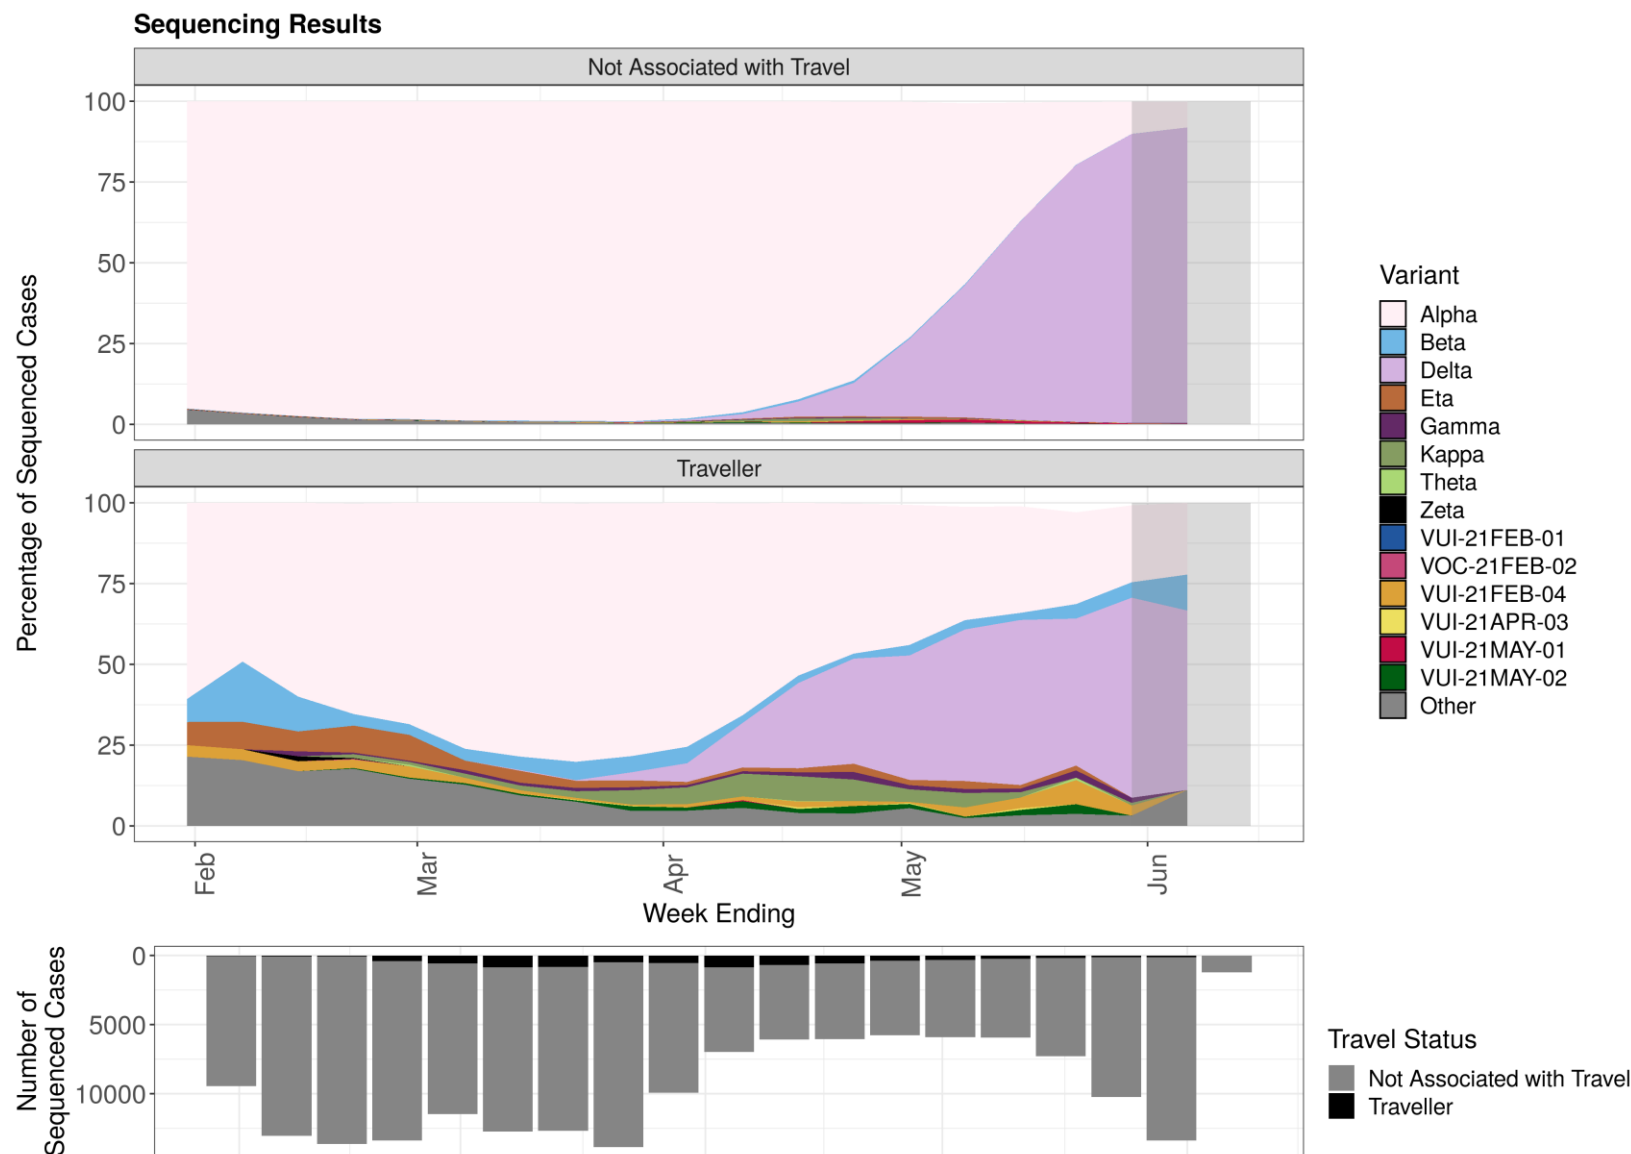 Sequencing Results
Not Associated with Travel
100
75
50
25
0
Traveller
100
75
50
25
0
Percentage of Sequenced Cases
Feb
Mar
Apr
May
Jun
Week Ending
Variant
Alpha
Beta
Delta
Eta
Gamma
Kappa
Theta
Zeta
VUI-21FEB-01
VOC-21FEB-02
VUI-21FEB-04
VUI-21APR-03
VUI-21MAY-01
VUI-21MAY-02
Other
Number of
Sequenced Cases
0
5000
10000
Travel Status
Not Associated with Travel
Traveller